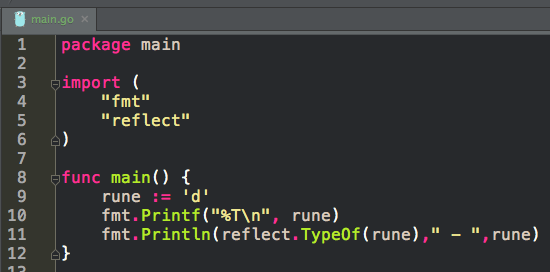 main.go ×
1 package main
2
3 import (
4     "fmt"
5     "reflect"
6 )
7
8 func main() {
9     rune := 'd'
10     fmt.Printf("%T\n", rune)
11     fmt.Println(reflect.TypeOf(rune)," - ",rune)
12 }